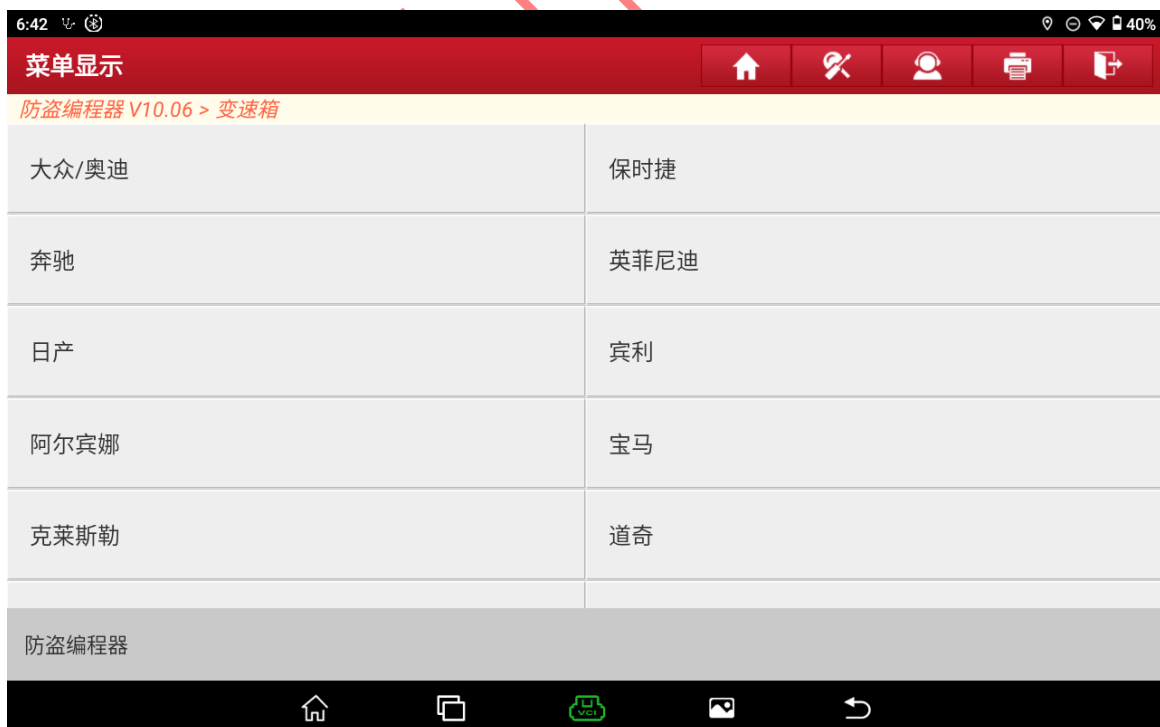 6:42 40%
菜单显示
防盗编程器 V10.06 > 变速箱
大众/奥迪 保时捷
奔驰 英菲尼迪
日产 宾利
阿尔宾娜 宝马
克莱斯勒 道奇
防盗编程器
VCI